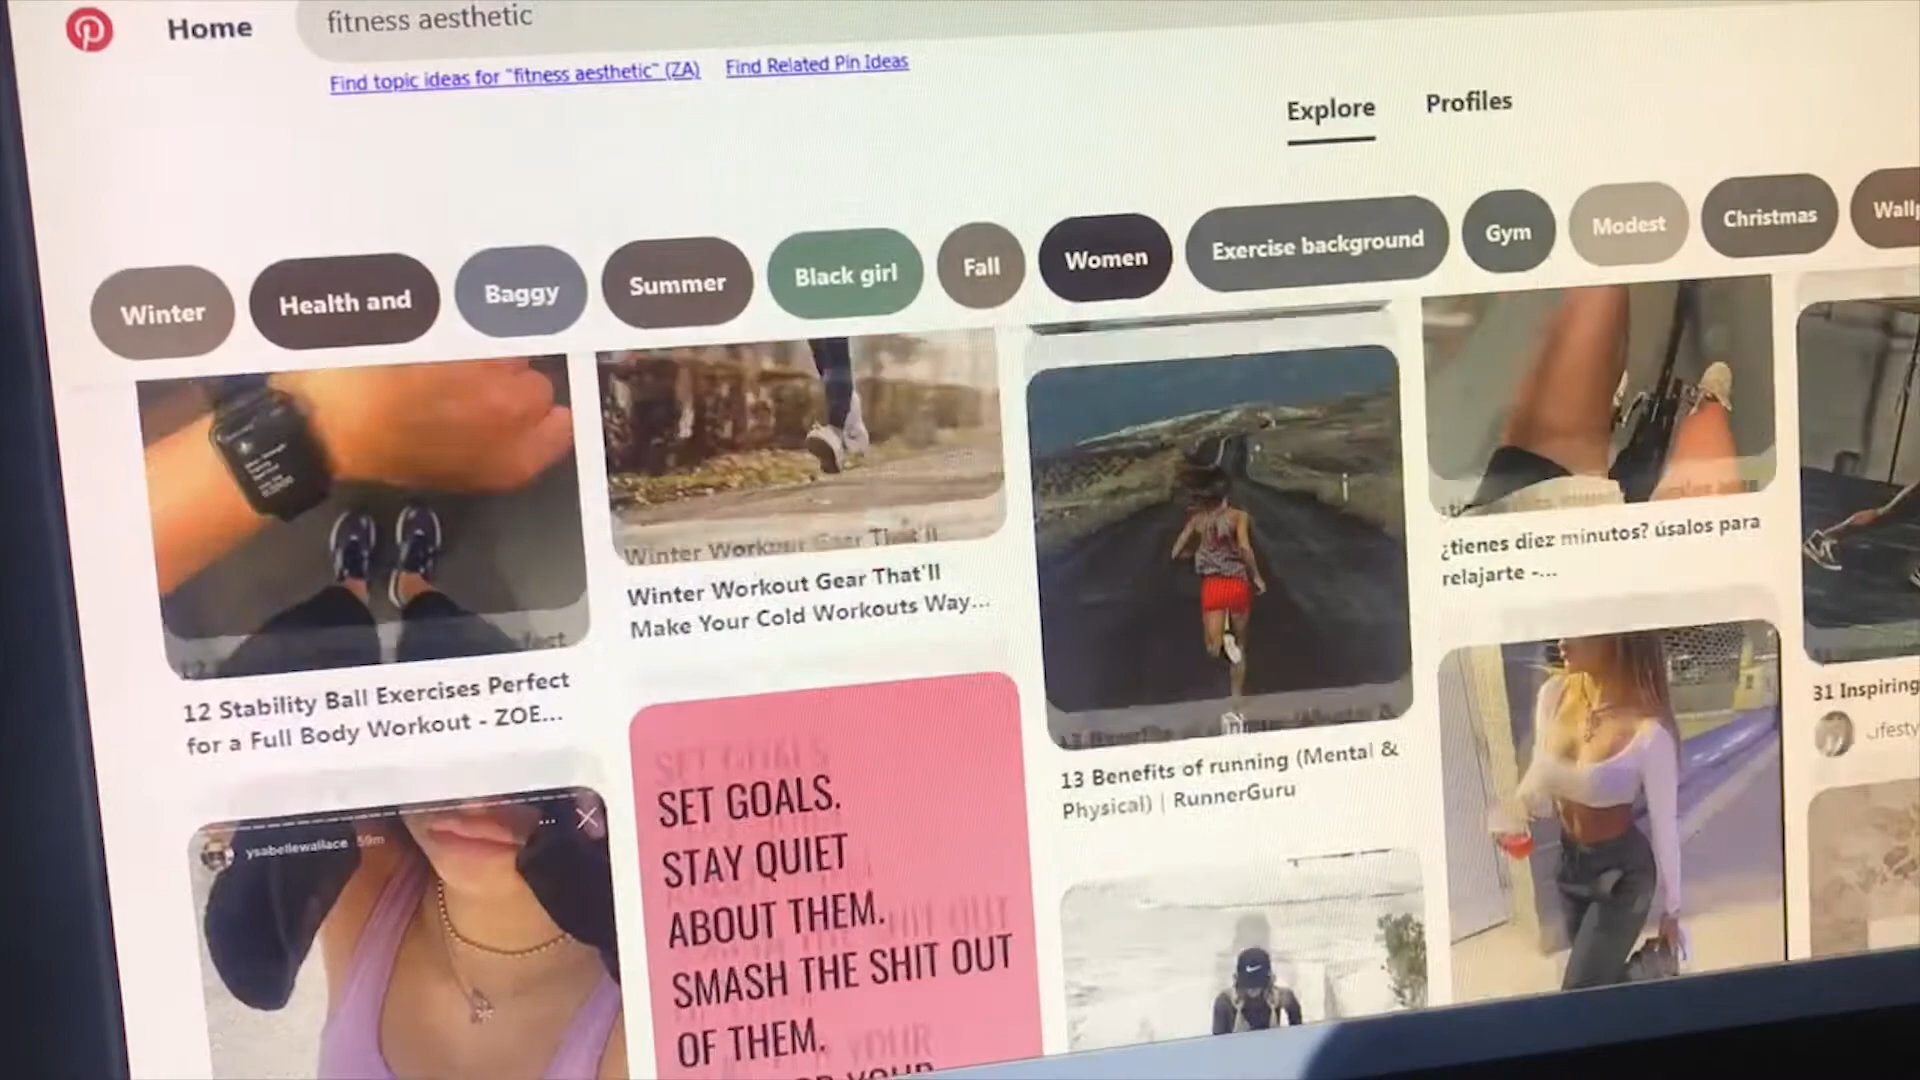 Home
fitness aesthetic
Find topic ideas for "fitness aesthetic" (ZA)
Find Related Pin Ideas
Explore
Profiles
Winter
Health and
Baggy
Summer
Black girl
Fall
Women
Exercise background
Gym
Modest
Christmas
12 Stability Ball Exercises Perfect
for a Full Body Workout - ZOE...
Winter Workout Gear That'll
Make Your Cold Workouts Way...
13 Benefits of running (Mental &
Physical) | RunnerGuru
¿tienes diez minutos? úsalos para
relajarte -...
31 Inspiring
ysabellewallace 59m
SET GOALS.
STAY QUIET
ABOUT THEM.
SMASH THE SHIT OUT
OF THEM.